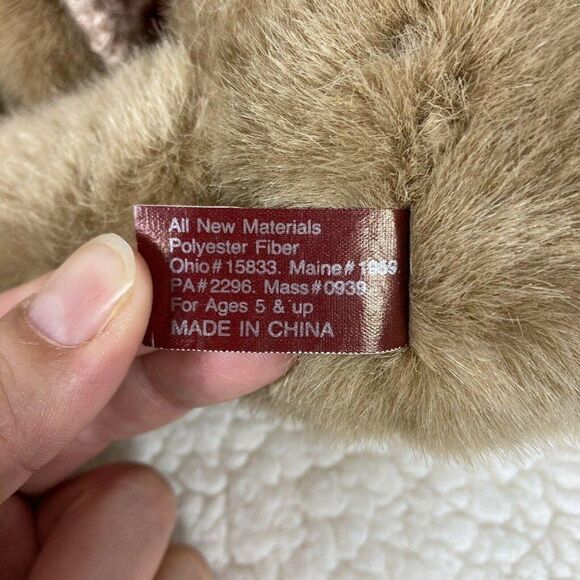 All New Materials
Polyester Fiber
Ohio# 15833. Maine# 1959
PA# 2296. Mass#0939
For Ages 5 & up
MADE IN CHINA